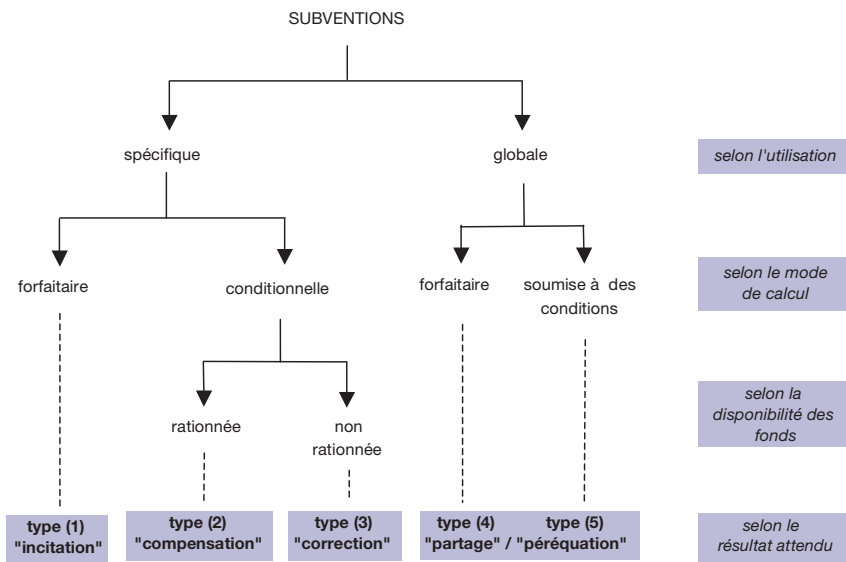 SUBVENTIONS
spécifique
globale
selon l'utilisation
forfaitaire
conditionnelle
forfaitaire
soumise à des
conditions
selon le mode
de calcul
rationnée
non
rationnée
selon la
disponibilité des
fonds
type (1)
"incitation"
type (2)
"compensation"
type (3)
"correction"
type (4) type (5)
"partage" / "péréquation"
selon le
résultat attendu